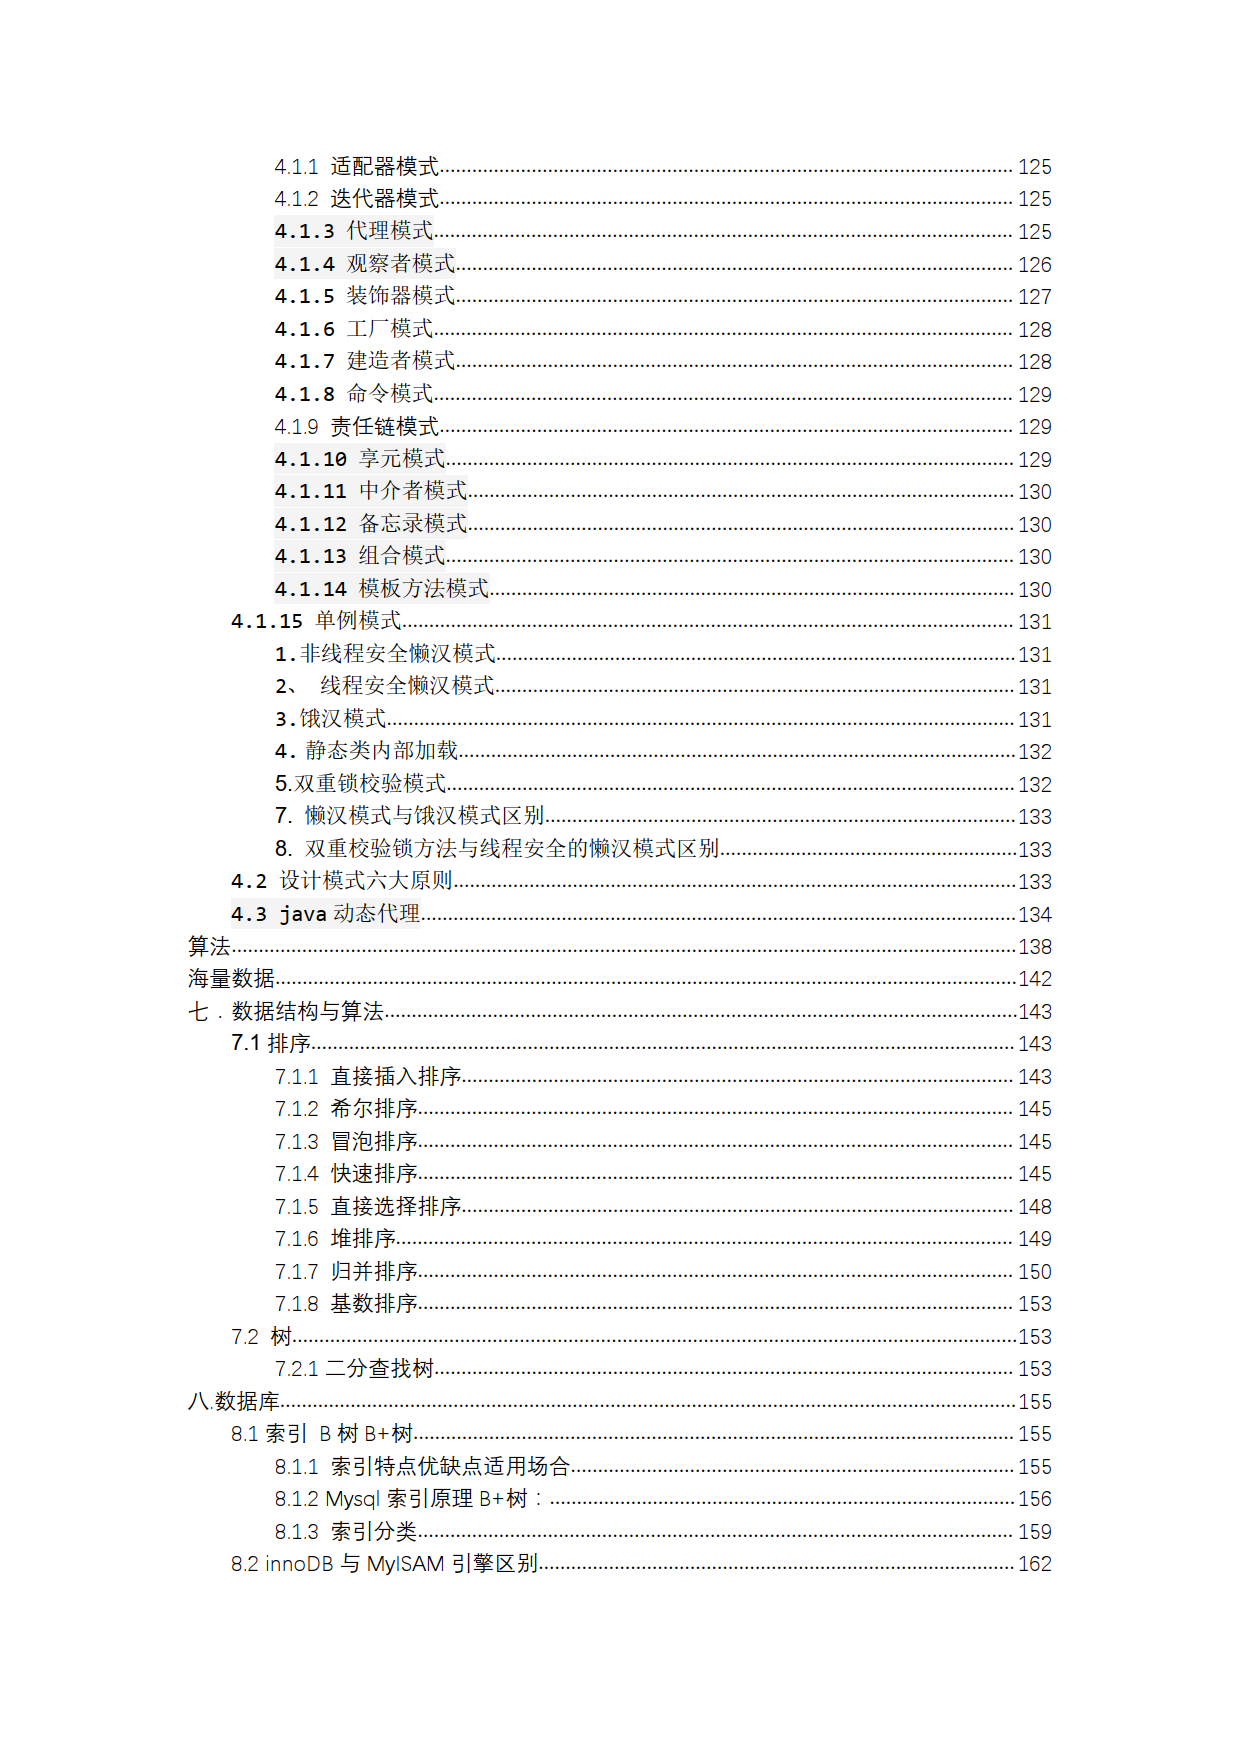 4.1.1 适配器模式 125
4.1.2 迭代器模式 125
4.1.3 代理模式 125
4.1.4 观察者模式 126
4.1.5 装饰器模式 127
4.1.6 工厂模式 128
4.1.7 建造者模式 128
4.1.8 命令模式 129
4.1.9 责任链模式 129
4.1.10 享元模式 129
4.1.11 中介者模式 130
4.1.12 备忘录模式 130
4.1.13 组合模式 130
4.1.14 模板方法模式 130
4.1.15 单例模式 131
1.非线程安全懒汉模式 131
2、 线程安全懒汉模式 131
3.饿汉模式 131
4. 静态类内部加载 132
5.双重锁校验模式 132
7. 懒汉模式与饿汉模式区别 133
8. 双重校验锁方法与线程安全的懒汉模式区别 133
4.2 设计模式六大原则 133
4.3 java 动态代理 134
算法 138
海量数据 142
七．数据结构与算法 143
7.1 排序 143
7.1.1 直接插入排序 143
7.1.2 希尔排序 145
7.1.3 冒泡排序 145
7.1.4 快速排序 145
7.1.5 直接选择排序 148
7.1.6 堆排序 149
7.1.7 归并排序 150
7.1.8 基数排序 153
7.2 树 153
7.2.1 二分查找树 153
八.数据库 155
8.1 索引 B 树 B+树 155
8.1.1 索引特点优缺点适用场合 155
8.1.2 Mysql 索引原理 B+树： 156
8.1.3 索引分类 159
8.2 innoDB 与 MyISAM 引擎区别 162